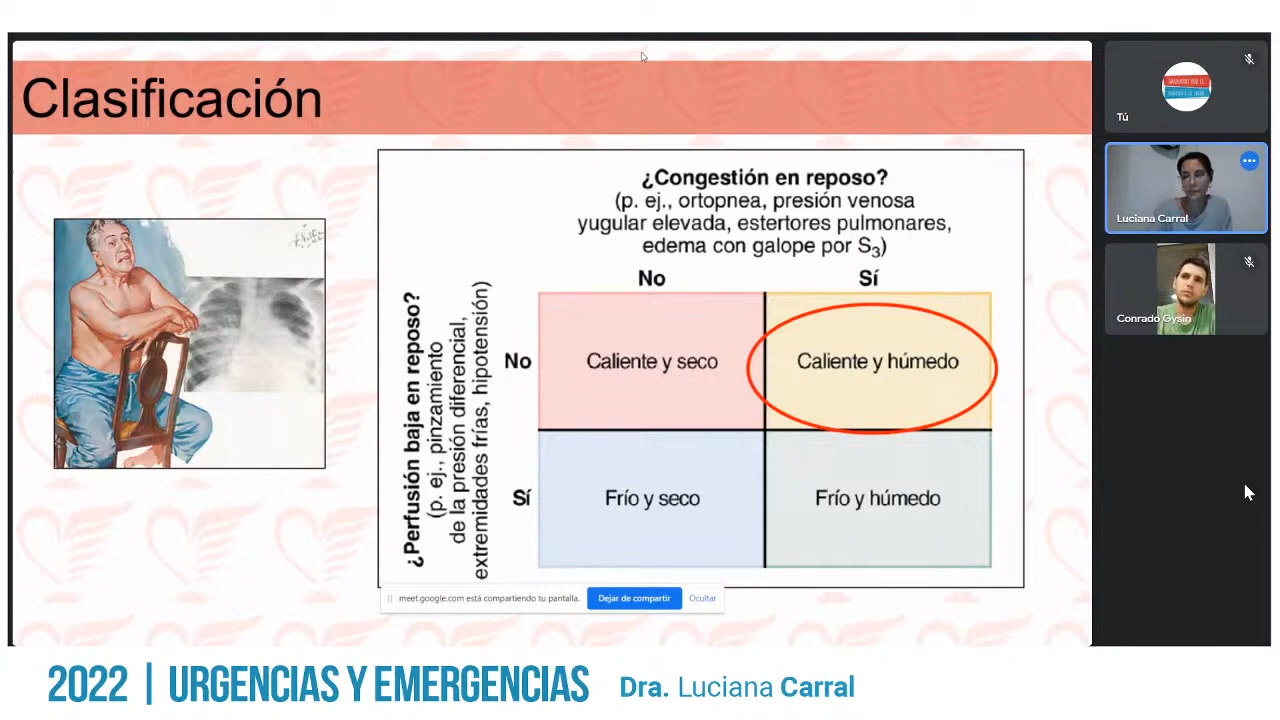 Clasificación
¿Congestión en reposo?
(p. ej., ortopnea, presión venosa
yugular elevada, estertores pulmonares,
edema con galope por S₃)
No
Sí
¿Perfusión baja en reposo?
(p. ej., pinzamiento
de la presión diferencial,
extremidades frías, hipotensión)
No
Caliente y seco
Caliente y húmedo
Sí
Frío y seco
Frío y húmedo
meet.google.com está compartiendo tu pantalla.
Dejar de compartir
Ocultar
Tú
Luciana Carral
Conrado Gysin
2022 | URGENCIAS Y EMERGENCIAS
Dra. Luciana Carral